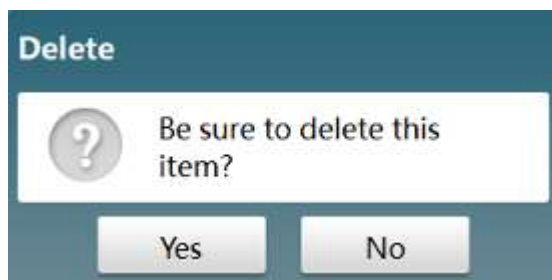 Delete
Be sure to delete this
item?
Yes
No